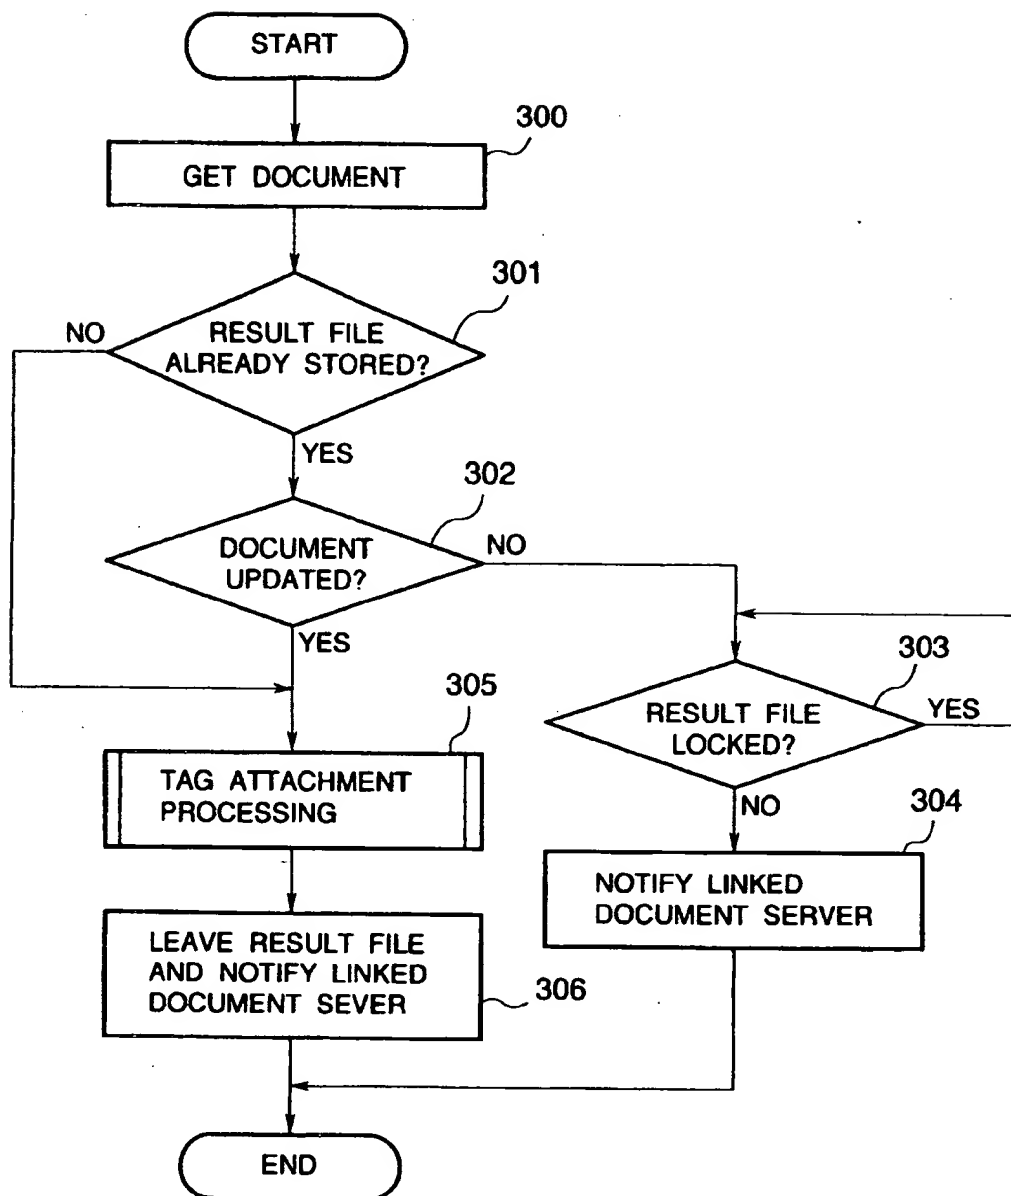 START
300
GET DOCUMENT
301
NO
RESULT FILE
ALREADY STORED?
YES
302
DOCUMENT
UPDATED?
NO
YES
303
RESULT FILE
LOCKED?
YES
NO
305
TAG ATTACHMENT
PROCESSING
304
NOTIFY LINKED
DOCUMENT SERVER
LEAVE RESULT FILE
AND NOTIFY LINKED
DOCUMENT SEVER
306
END